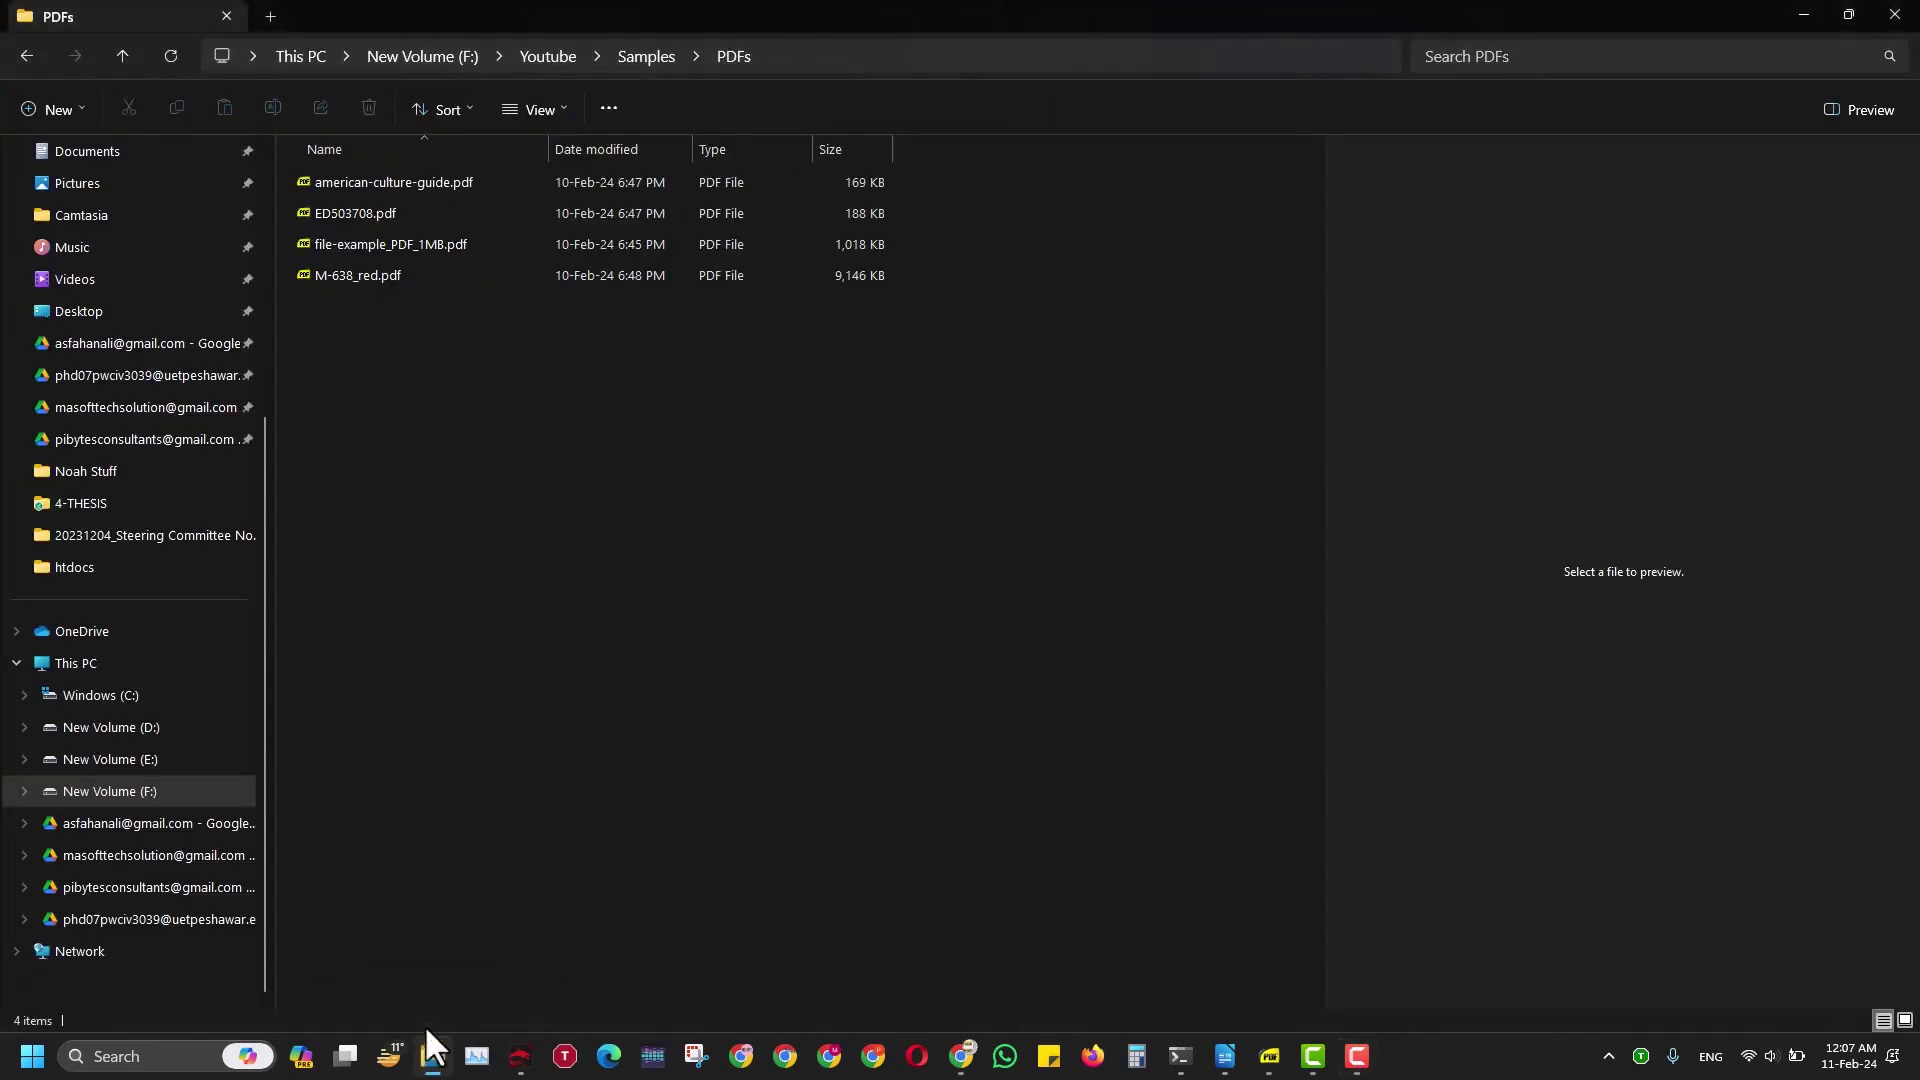 PDFs
This PC
New Volume (F:)
Youtube
Samples
PDFs
Search PDFs
New
Sort
View
Preview
Documents
Pictures
Camtasia
Music
Videos
Desktop
asfahanali@gmail.com - Google
phd07pwciv3039@uetpeshawar.
masofttechsolution@gmail.com
pibytesconsultants@gmail.com .
Noah Stuff
4-THESIS
20231204_Steering Committee No.
htdocs
OneDrive
This PC
Windows (C:)
New Volume (D:)
New Volume (E:)
New Volume (F:)
asfahanali@gmail.com - Google..
masofttechsolution@gmail.com ..
pibytesconsultants@gmail.com ...
phd07pwciv3039@uetpeshawar.e
Network
Name Date modified Type Size
american-culture-guide.pdf 10-Feb-24 6:47 PM PDF File 169 KB
ED503708.pdf 10-Feb-24 6:47 PM PDF File 188 KB
file-example_PDF_1MB.pdf 10-Feb-24 6:45 PM PDF File 1,018 KB
M-638_red.pdf 10-Feb-24 6:48 PM PDF File 9,146 KB
Select a file to preview.
4 items
Search
PRE
11°
T
PDF
ENG
12:07 AM
11-Feb-24